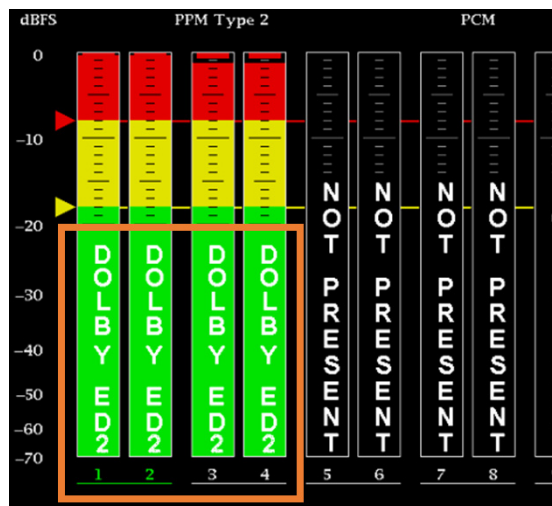 dBFS PPM Type 2 PCM
0
-10
-20
-30
-40
-50
-60
-70
DOLBY ED2
DOLBY ED2
DOLBY ED2
DOLBY ED2
NOT PRESENT
NOT PRESENT
NOT PRESENT
NOT PRESENT
1 2 3 4 5 6 7 8